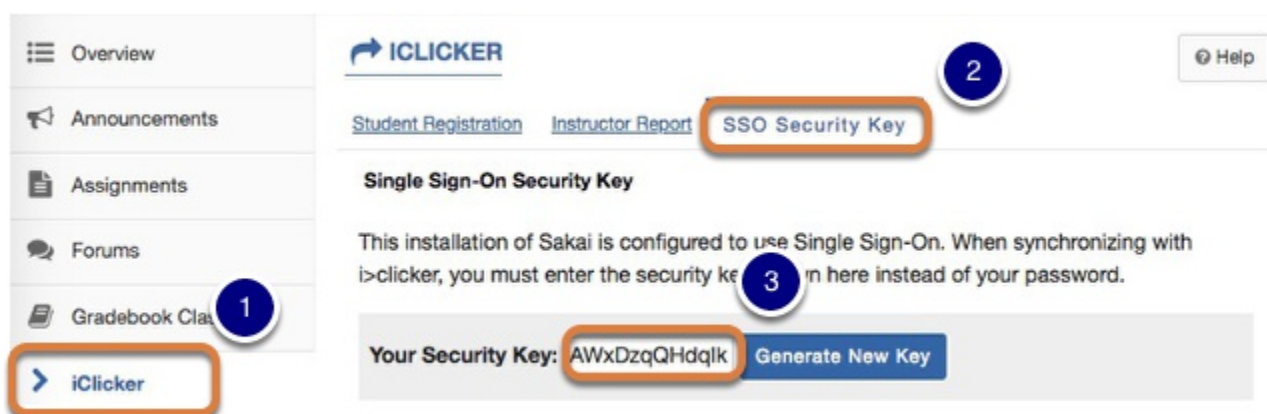 Overview
Announcements
Assignments
Forums
Gradebook
1
iClicker
ICLICKER
2
Help
Student Registration Instructor Report SSO Security Key
Single Sign-On Security Key
This installation of Sakai is configured to use Single Sign-On. When synchronizing with
i>clicker, you must enter the security 3 here instead of your password.
Your Security Key: AWxDzqQHdqIk Generate New Key